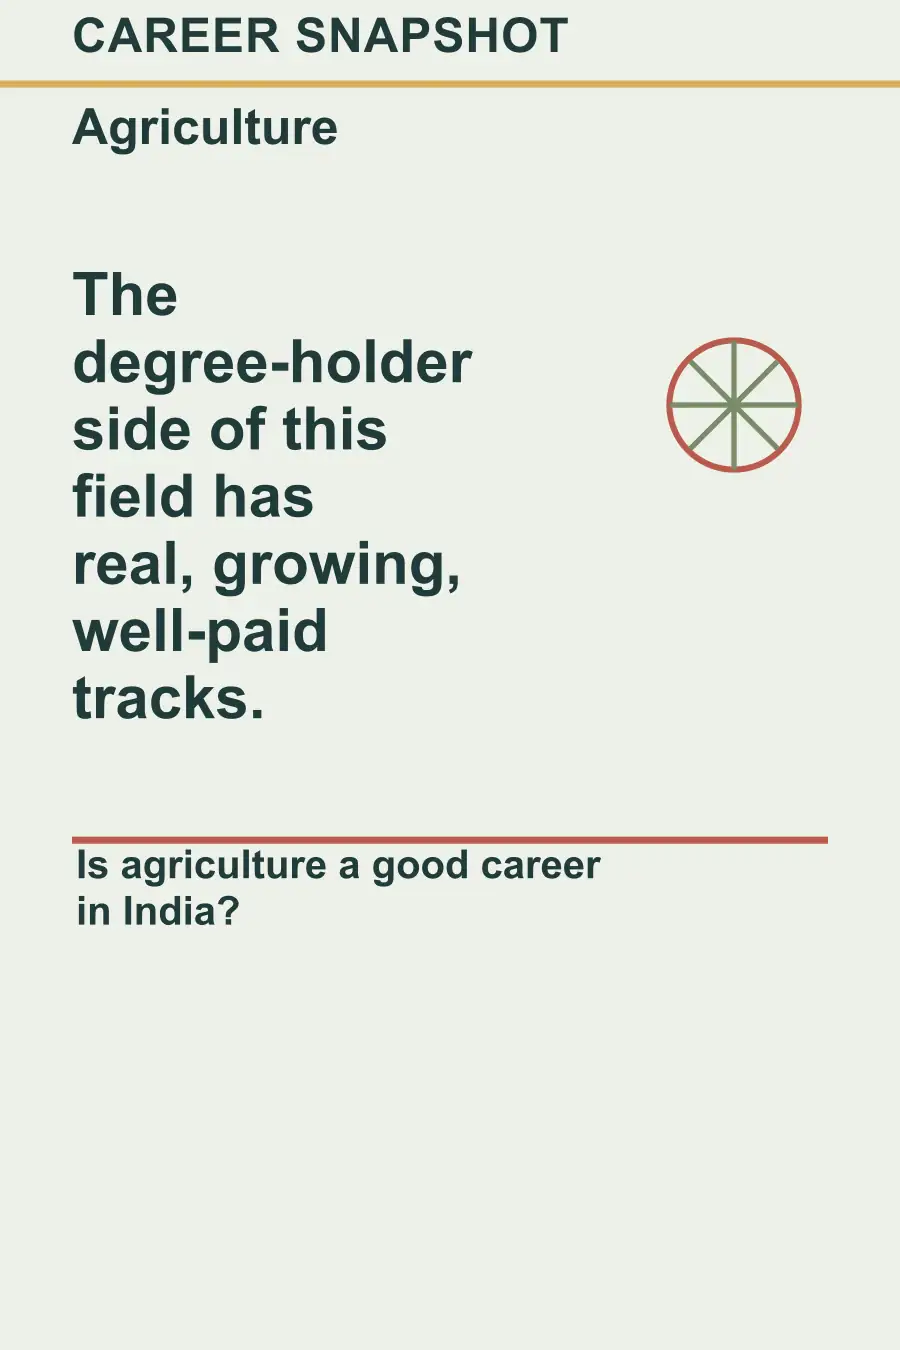 CAREER SNAPSHOT
Agriculture
The
degree-holder
side of this
field has
real, growing,
well-paid
tracks.
Is agriculture a good career
in India?